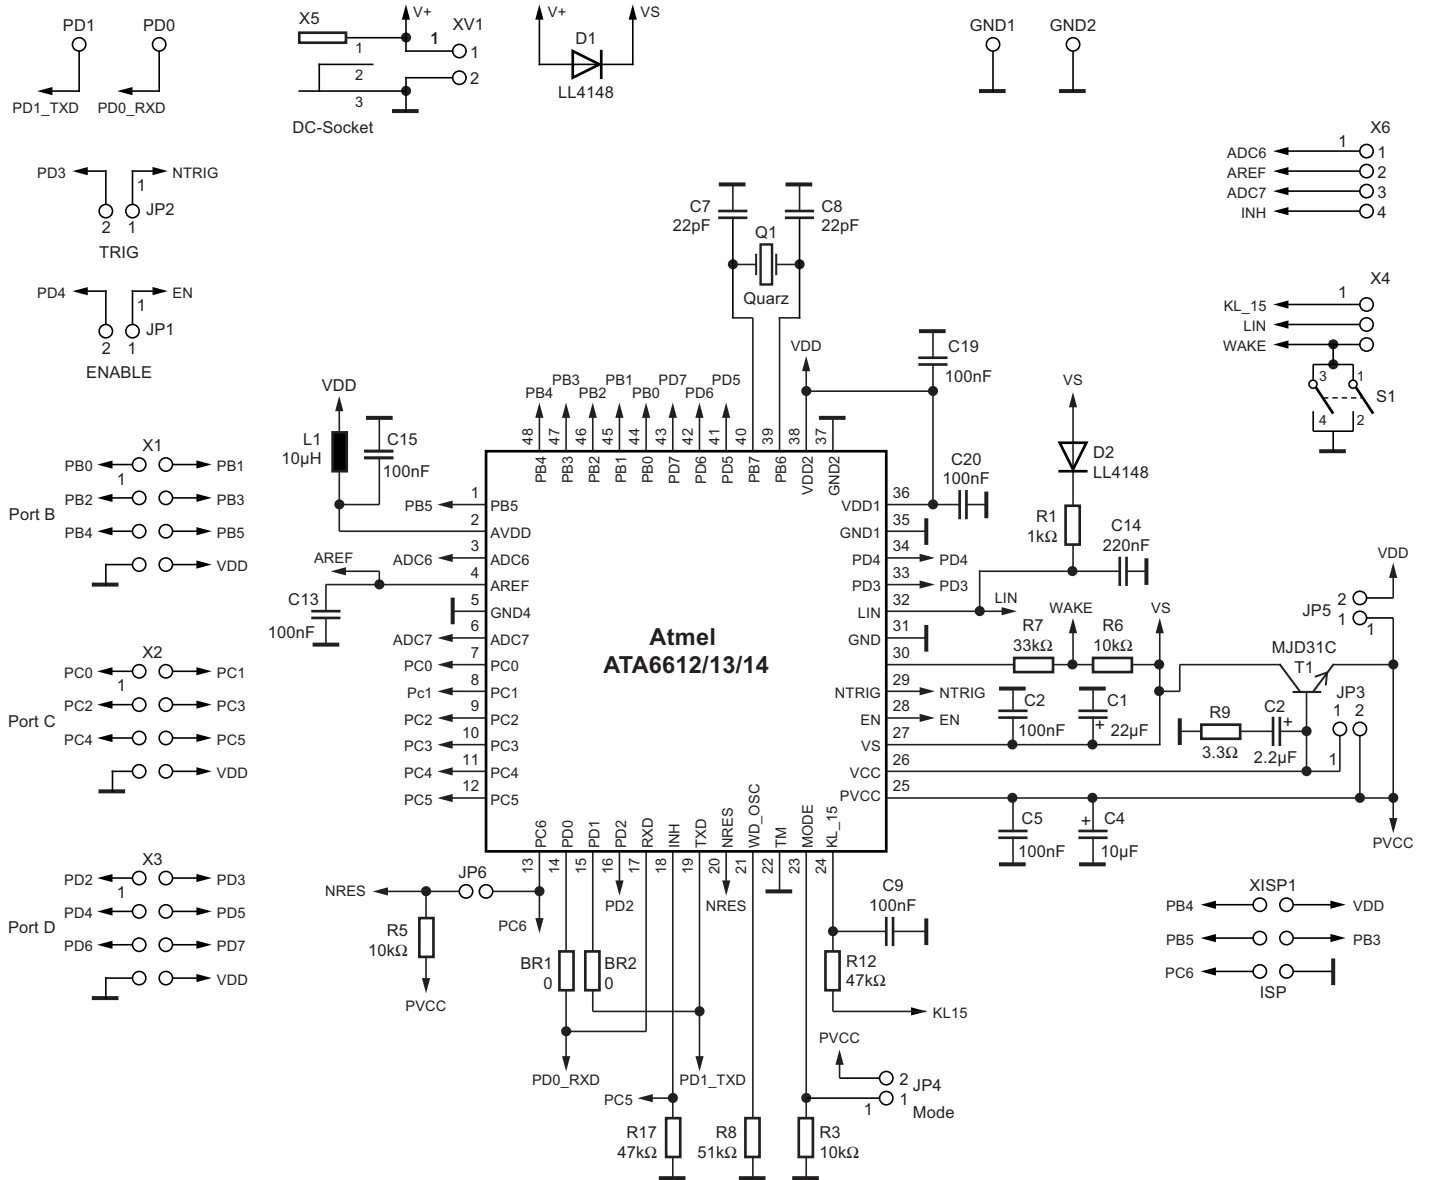 PD1 PD0
PD1_TXD PD0_RXD
X5 V+ XV1
1 1 1
2 2
3
DC-Socket
V+ VS
D1
LL4148
GND1 GND2
PD3 NTRIG
1
JP2
2 1
TRIG
PD4 EN
1
JP1
2 1
ENABLE
X6
1
ADC6 1
AREF 2
ADC7 3
INH 4
X4
1
KL_15
LIN
WAKE
3 1
S1
4 2
C7
22pF
C8
22pF
Q1
Quarz
VDD
C19
100nF
VDD
L1
10µH
C15
100nF
PB4 PB3 PB2 PB1 PB0 PD7 PD6 PD5
48 47 46 45 44 43 42 41 40 39 38 37
PB4 PB3 PB2 PB1 PB0 PD7 PD6 PD5 PB7 PB6 VDD2 GND2
C20
100nF
VS
D2
LL4148
R1
1kΩ
C14
220nF
X1
PB0 PB1
1
PB2 PB3
Port B
PB4 PB5
VDD
X2
PC0 PC1
1
PC2 PC3
Port C
PC4 PC5
VDD
X3
PD2 PD3
1
PD4 PD5
Port D
PD6 PD7
VDD
PB5 1 PB5
2 AVDD
ADC6 3 ADC6
AREF 4 AREF
C13
100nF
5 GND4
ADC7 6 ADC7
PC0 7 PC0
Pc1 8 PC1
PC2 9 PC2
PC3 10 PC3
PC4 11 PC4
PC5 12 PC5
Atmel
ATA6612/13/14
VDD1 36
GND1 35
PD4 34 PD4
PD3 33 PD3
LIN 32 LIN
GND 31
30
NTRIG 29 NTRIG
EN 28 EN
VS 27
VCC 26
PVCC 25
WAKE VS
R7
33kΩ
R6
10kΩ
C2
100nF
C1
+ 22µF
VDD
2
JP5
1 1
MJD31C
T1
JP3
1 2
1
R9
3.3Ω
C2
+
2.2µF
C5
100nF
+ C4
10µF
PVCC
PC6 PD0 PD1 PD2 RXD INH TXD NRES WD_OSC TM MODE KL_15
13 14 15 16 17 18 19 20 21 22 23 24
NRES JP6
PC6
PD2
NRES
R5
10kΩ
PVCC
BR1
0
BR2
0
C9
100nF
R12
47kΩ
KL15
PD0_RXD PD1_TXD
PVCC
2
JP4
1 1
Mode
PC5
R17
47kΩ
R8
51kΩ
R3
10kΩ
XISP1
PB4 VDD
PB5 PB3
PC6
ISP